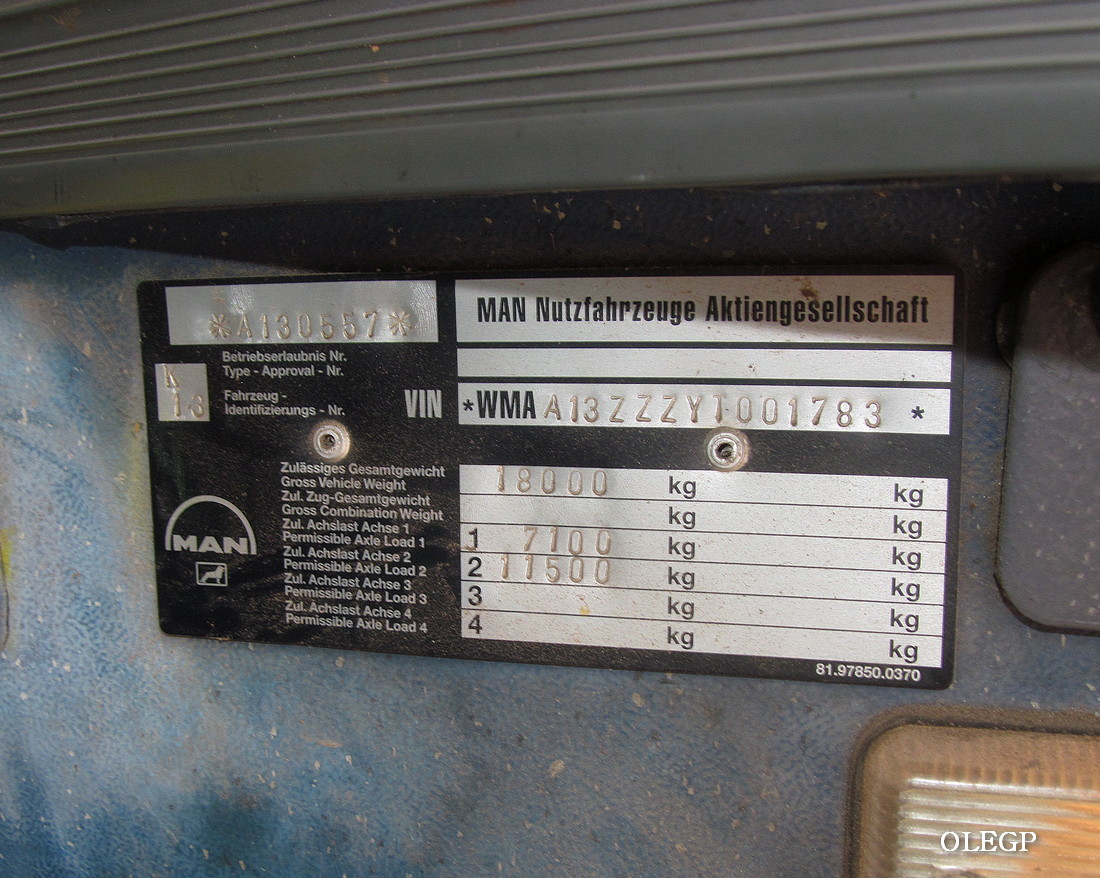 *A130557*
MAN Nutzfahrzeuge Aktiengesellschaft
Betriebserlaubnis Nr.
Type - Approval - Nr.
K
13
Fahrzeug -
Identifizierungs - Nr.
VIN
*WMA A13ZZZYT001783 *
Zulässiges Gesamtgewicht
Gross Vehicle Weight
18000 kg kg
Zul. Zug-Gesamtgewicht
Gross Combination Weight
kg kg
Zul. Achslast Achse 1
Permissible Axle Load 1
1 7100 kg kg
Zul. Achslast Achse 2
Permissible Axle Load 2
2 11500 kg kg
Zul. Achslast Achse 3
Permissible Axle Load 3
3 kg kg
Zul. Achslast Achse 4
Permissible Axle Load 4
4 kg kg
MAN
81.97850.0370
OLEGP